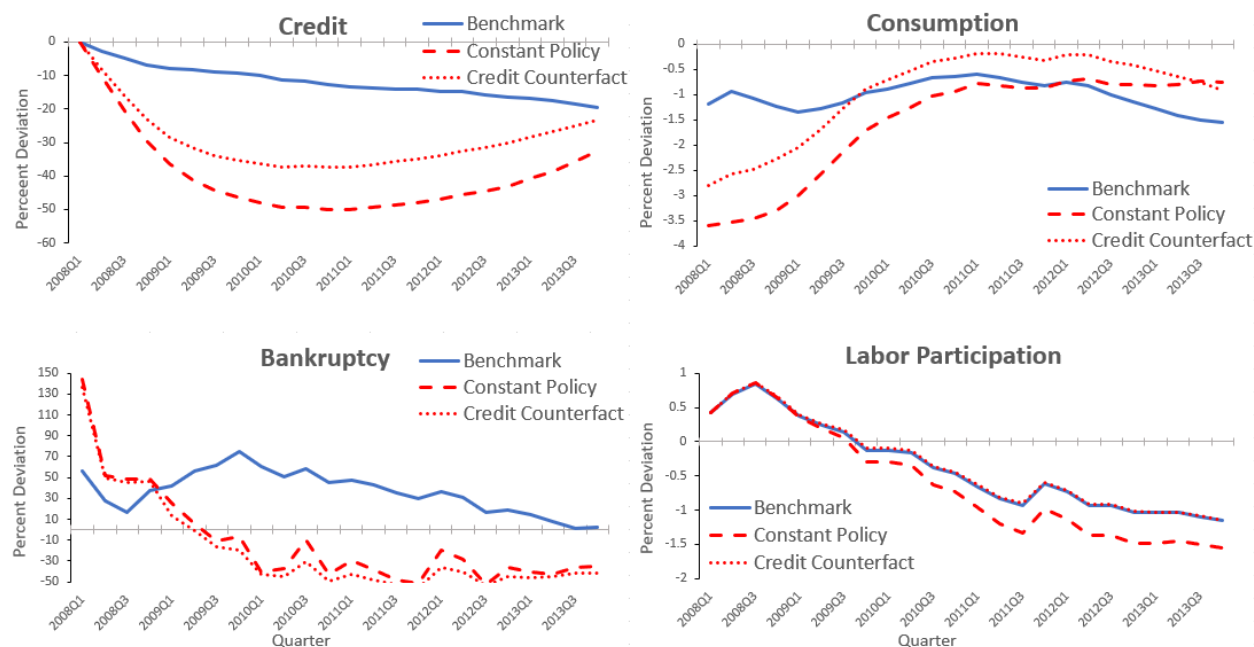 Credit
Benchmark
Constant Policy
Credit Counterfact
Percent Deviation
0
-10
-20
-30
-40
-50
-60
2008Q1
2008Q3
2009Q1
2009Q3
2010Q1
2010Q3
2011Q1
2011Q3
2012Q1
2012Q3
2013Q1
2013Q3
Consumption
Percent Deviation
0
-0.5
-1
-1.5
-2
-2.5
-3
-3.5
-4
Benchmark
Constant Policy
Credit Counterfact
2008Q1
2008Q3
2009Q1
2009Q3
2010Q1
2010Q3
2011Q1
2011Q3
2012Q1
2012Q3
2013Q1
2013Q3
Bankruptcy
Benchmark
Constant Policy
Credit Counterfact
Percent Deviation
150
130
110
90
70
50
30
10
-10
-30
-50
2008Q1
2008Q3
2009Q1
2009Q3
2010Q1
2010Q3
2011Q1
2011Q3
2012Q1
2012Q3
2013Q1
2013Q3
Quarter
Labor Participation
Percent Deviation
1
0.5
0
-0.5
-1
-1.5
-2
Benchmark
Constant Policy
Credit Counterfact
2008Q1
2008Q3
2009Q1
2009Q3
2010Q1
2010Q3
2011Q1
2011Q3
2012Q1
2012Q3
2013Q1
2013Q3
Quarter